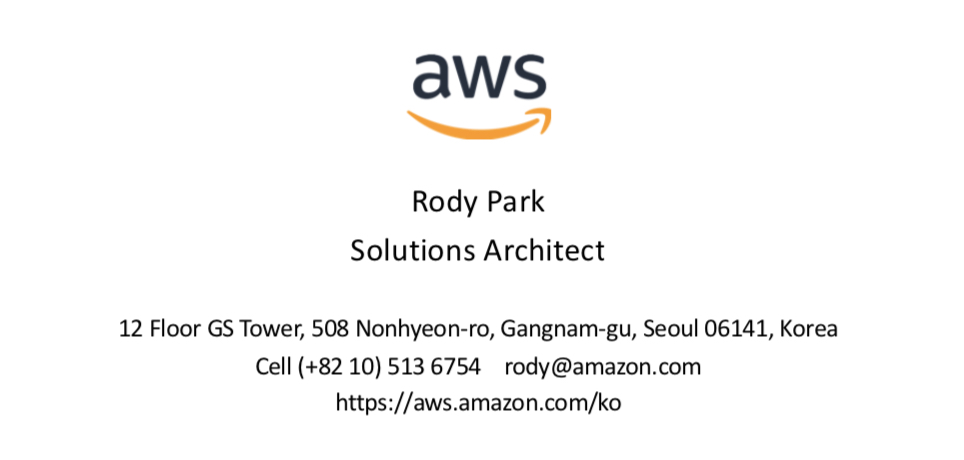 aws
Rody Park
Solutions Architect
12 Floor GS Tower, 508 Nonhyeon-ro, Gangnam-gu, Seoul 06141, Korea
Cell (+82 10) 513 6754 rody@amazon.com
https://aws.amazon.com/ko